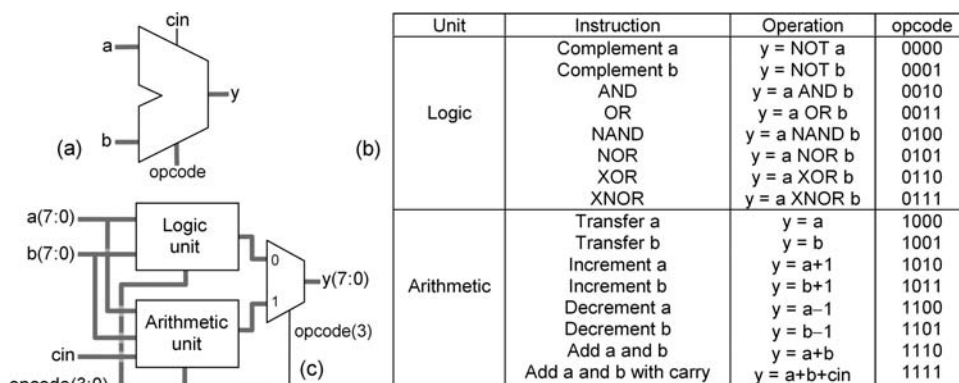 cin
a
y
b
(a)
opcode
a(7:0)
b(7:0)
Logic
unit
0
y(7:0)
1
Arithmetic
unit
opcode(3)
cin
(c)
opcode(3:0)
(b)
Unit Instruction Operation opcode
Complement a y = NOT a 0000
Complement b y = NOT b 0001
AND y = a AND b 0010
OR y = a OR b 0011
Logic
NAND y = a NAND b 0100
NOR y = a NOR b 0101
XOR y = a XOR b 0110
XNOR y = a XNOR b 0111
Transfer a y = a 1000
Transfer b y = b 1001
Increment a y = a+1 1010
Arithmetic Increment b y = b+1 1011
Decrement a y = a−1 1100
Decrement b y = b−1 1101
Add a and b y = a+b 1110
Add a and b with carry y = a+b+cin 1111